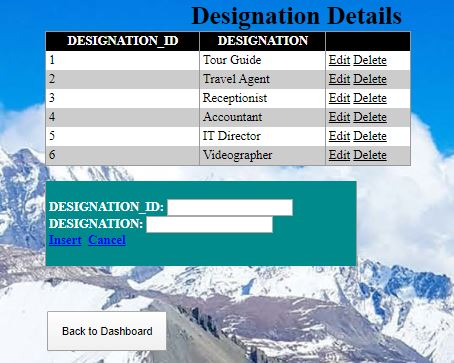 Designation Details
DESIGNATION_ID DESIGNATION
1 Tour Guide Edit Delete
2 Travel Agent Edit Delete
3 Receptionist Edit Delete
4 Accountant Edit Delete
5 IT Director Edit Delete
6 Videographer Edit Delete
DESIGNATION_ID:
DESIGNATION:
Insert Cancel
Back to Dashboard